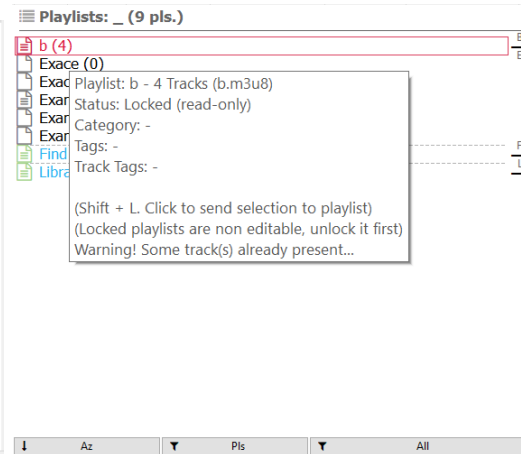 Playlists: _ (9 pls.)
b (4)
Exace (0)
Playlist: b - 4 Tracks (b.m3u8)
Status: Locked (read-only)
Category: -
Tags: -
Track Tags: -
(Shift + L. Click to send selection to playlist)
(Locked playlists are non editable, unlock it first)
Warning! Some track(s) already present...
Find
Az
Pls
All